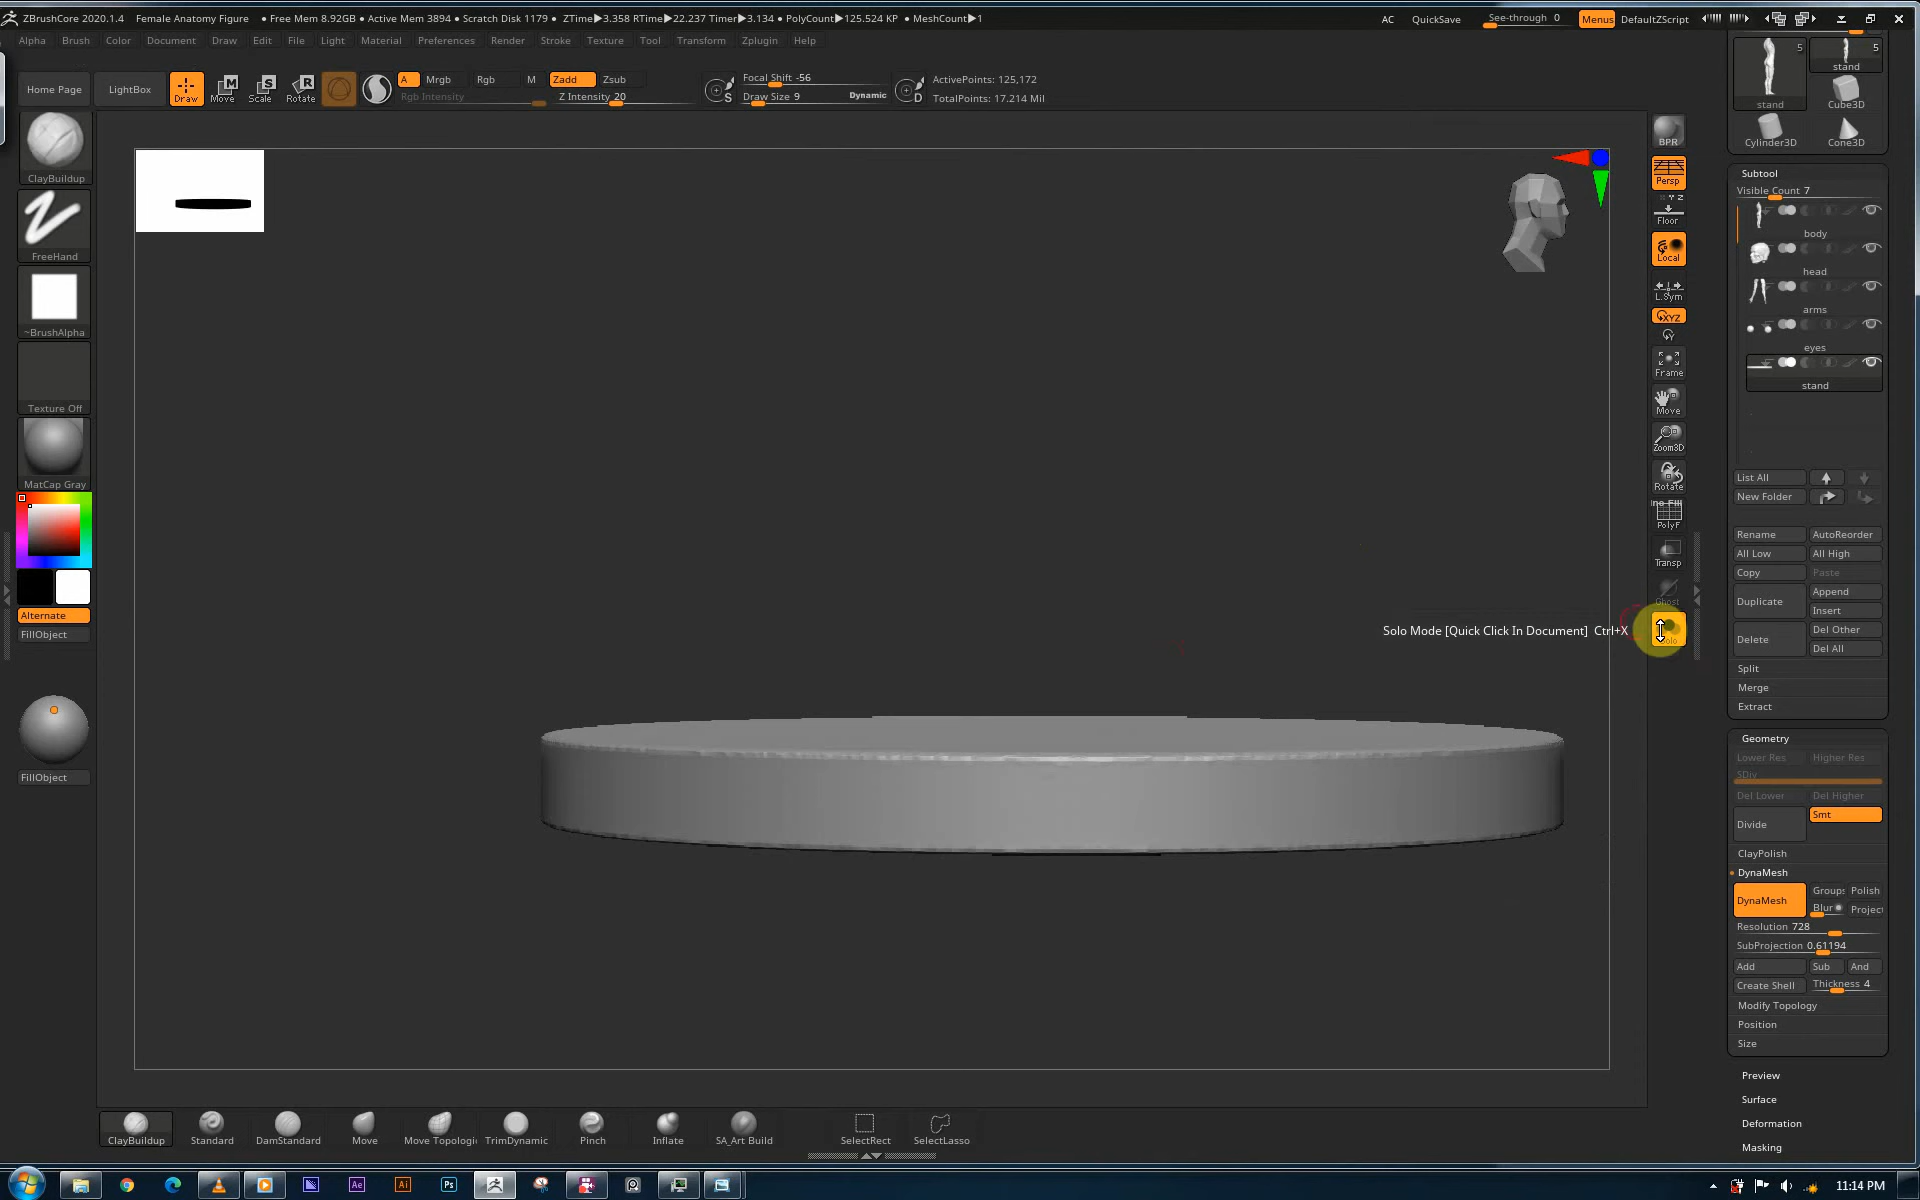 ZBrushCore 2020.1.4 Female Anatomy Figure • Free Mem 8.92GB • Active Mem 3894 • Scratch Disk 1179 • ZTime▶3.358 RTime▶22.237 Timer▶3.134 • PolyCount▶125.524 KP • MeshCount▶1 AC QuickSave See-through 0 Menus DefaultZScript
Alpha Brush Color Document Draw Edit File Light Material Preferences Render Stroke Texture Tool Transform Zplugin Help
Home Page LightBox Draw Move Scale Rotate
A Mrgb Rgb M Zadd Zsub
Rgb Intensity Z Intensity 20
S Focal Shift -56
Draw Size 9 Dynamic
D ActivePoints: 125,172
TotalPoints: 17.214 Mil
ClayBuildup
FreeHand
~BrushAlpha
Texture Off
MatCap Gray
Alternate
FillObject
FillObject
BPR
Persp
Floor
Local
L.Sym
XYZ
Y
Frame
Move
Zoom3D
Rotate
PolyF
Transp
Ghost
Solo Mode [Quick Click In Document] Ctrl+X
5 5
stand
stand Cube3D
Cylinder3D Cone3D
Subtool
Visible Count 7
body
head
arms
eyes
stand
List All
New Folder
Rename AutoReorder
All Low All High
Copy Paste
Duplicate Append
Insert
Delete Del Other
Del All
Split
Merge
Extract
Geometry
Lower Res Higher Res
SDiv
Del Lower Del Higher
Divide Smt
ClayPolish
DynaMesh
DynaMesh Groups Polish
Blur Project
Resolution 728
SubProjection 0.61194
Add Sub And
Create Shell Thickness 4
Modify Topology
Position
Size
Preview
Surface
Deformation
Masking
ClayBuildup Standard DamStandard Move Move Topologi TrimDynamic Pinch Inflate SA_Art Build SelectRect SelectLasso
Ae Ai Ps
11:14 PM